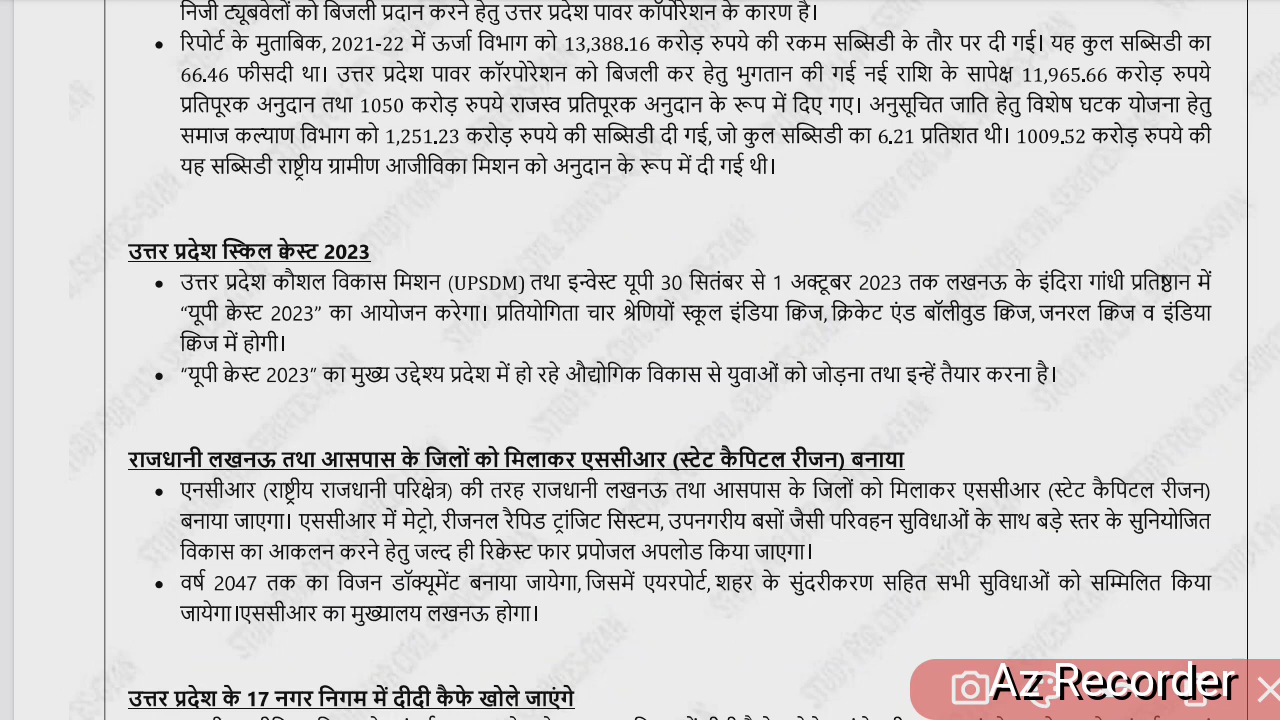 निजी ट्यूबवेलों को बिजली प्रदान करने हेतु उत्तर प्रदेश पावर कॉर्पोरेशन के कारण है।
• रिपोर्ट के मुताबिक, 2021-22 में ऊर्जा विभाग को 13,388.16 करोड़ रुपये की रकम सब्सिडी के तौर पर दी गई। यह कुल सब्सिडी का
66.46 फीसदी था। उत्तर प्रदेश पावर कॉरपोरेशन को बिजली कर हेतु भुगतान की गई नई राशि के सापेक्ष 11,965.66 करोड़ रुपये
प्रतिपूरक अनुदान तथा 1050 करोड़ रुपये राजस्व प्रतिपूरक अनुदान के रूप में दिए गए। अनुसूचित जाति हेतु विशेष घटक योजना हेतु
समाज कल्याण विभाग को 1,251.23 करोड़ रुपये की सब्सिडी दी गई, जो कुल सब्सिडी का 6.21 प्रतिशत थी। 1009.52 करोड़ रुपये की
यह सब्सिडी राष्ट्रीय ग्रामीण आजीविका मिशन को अनुदान के रूप में दी गई थी।
उत्तर प्रदेश स्किल क्वेस्ट 2023
• उत्तर प्रदेश कौशल विकास मिशन (UPSDM) तथा इन्वेस्ट यूपी 30 सितंबर से 1 अक्टूबर 2023 तक लखनऊ के इंदिरा गांधी प्रतिष्ठान में
“यूपी क्वेस्ट 2023” का आयोजन करेगा। प्रतियोगिता चार श्रेणियों स्कूल इंडिया क्विज, क्रिकेट एंड बॉलीवुड क्विज, जनरल क्विज व इंडिया
क्विज में होगी।
• “यूपी क्वेस्ट 2023” का मुख्य उद्देश्य प्रदेश में हो रहे औद्योगिक विकास से युवाओं को जोड़ना तथा इन्हें तैयार करना है।
राजधानी लखनऊ तथा आसपास के जिलों को मिलाकर एससीआर (स्टेट कैपिटल रीजन) बनाया
• एनसीआर (राष्ट्रीय राजधानी परिक्षेत्र) की तरह राजधानी लखनऊ तथा आसपास के जिलों को मिलाकर एससीआर (स्टेट कैपिटल रीजन)
बनाया जाएगा। एससीआर में मेट्रो, रीजनल रैपिड ट्रांजिट सिस्टम, उपनगरीय बसों जैसी परिवहन सुविधाओं के साथ बड़े स्तर के सुनियोजित
विकास का आकलन करने हेतु जल्द ही रिक्वेस्ट फार प्रपोजल अपलोड किया जाएगा।
• वर्ष 2047 तक का विजन डॉक्यूमेंट बनाया जायेगा, जिसमें एयरपोर्ट, शहर के सुंदरीकरण सहित सभी सुविधाओं को सम्मिलित किया
जायेगा।एससीआर का मुख्यालय लखनऊ होगा।
Az Recorder
उत्तर प्रदेश के 17 नगर निगम में दीदी कैफे खोले जाएंगे